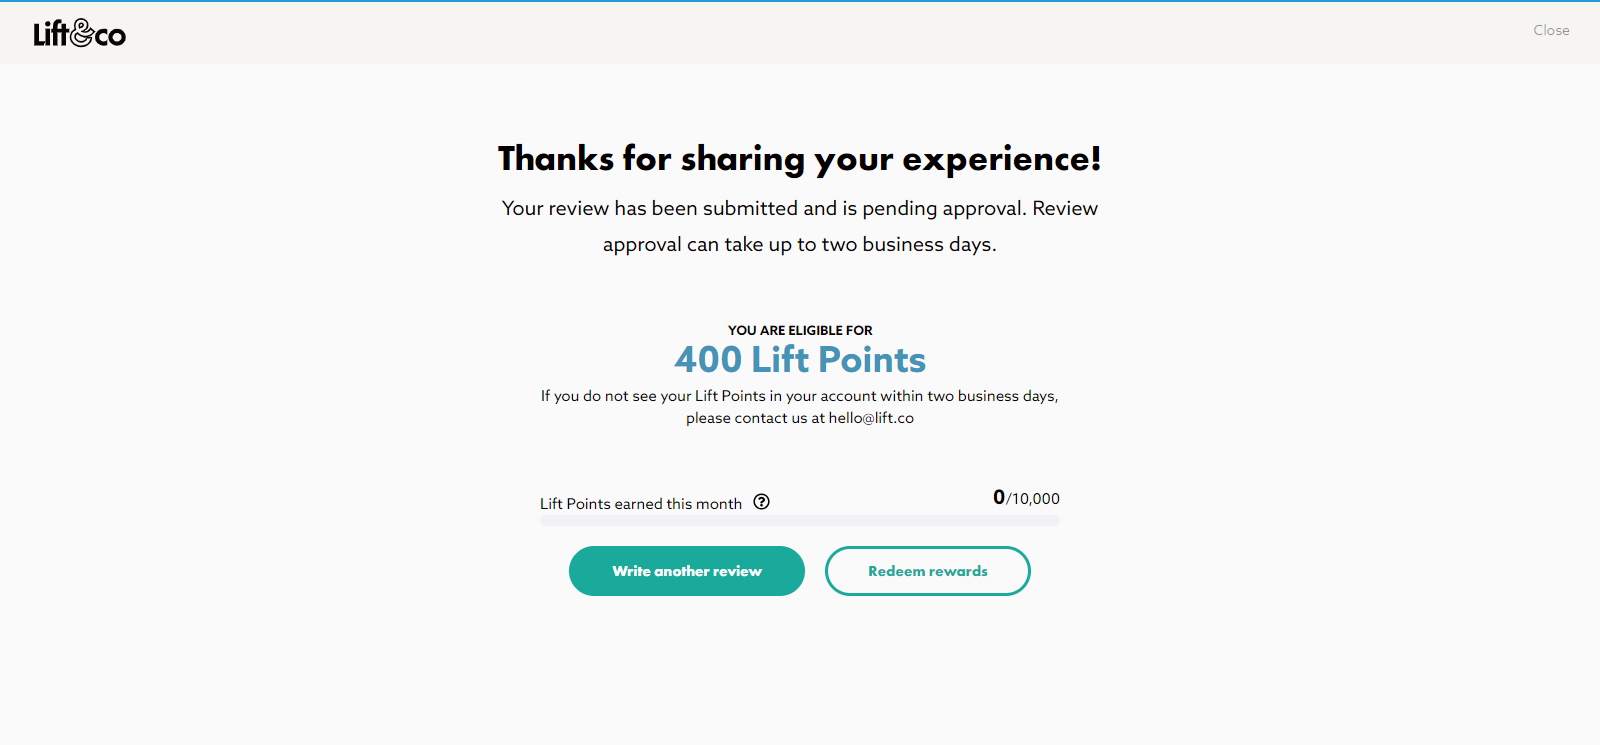 Lift&co
Close
Thanks for sharing your experience!
Your review has been submitted and is pending approval. Review
approval can take up to two business days.
YOU ARE ELIGIBLE FOR
400 Lift Points
If you do not see your Lift Points in your account within two business days,
please contact us at hello@lift.co
Lift Points earned this month ? 0/10,000
Write another review Redeem rewards